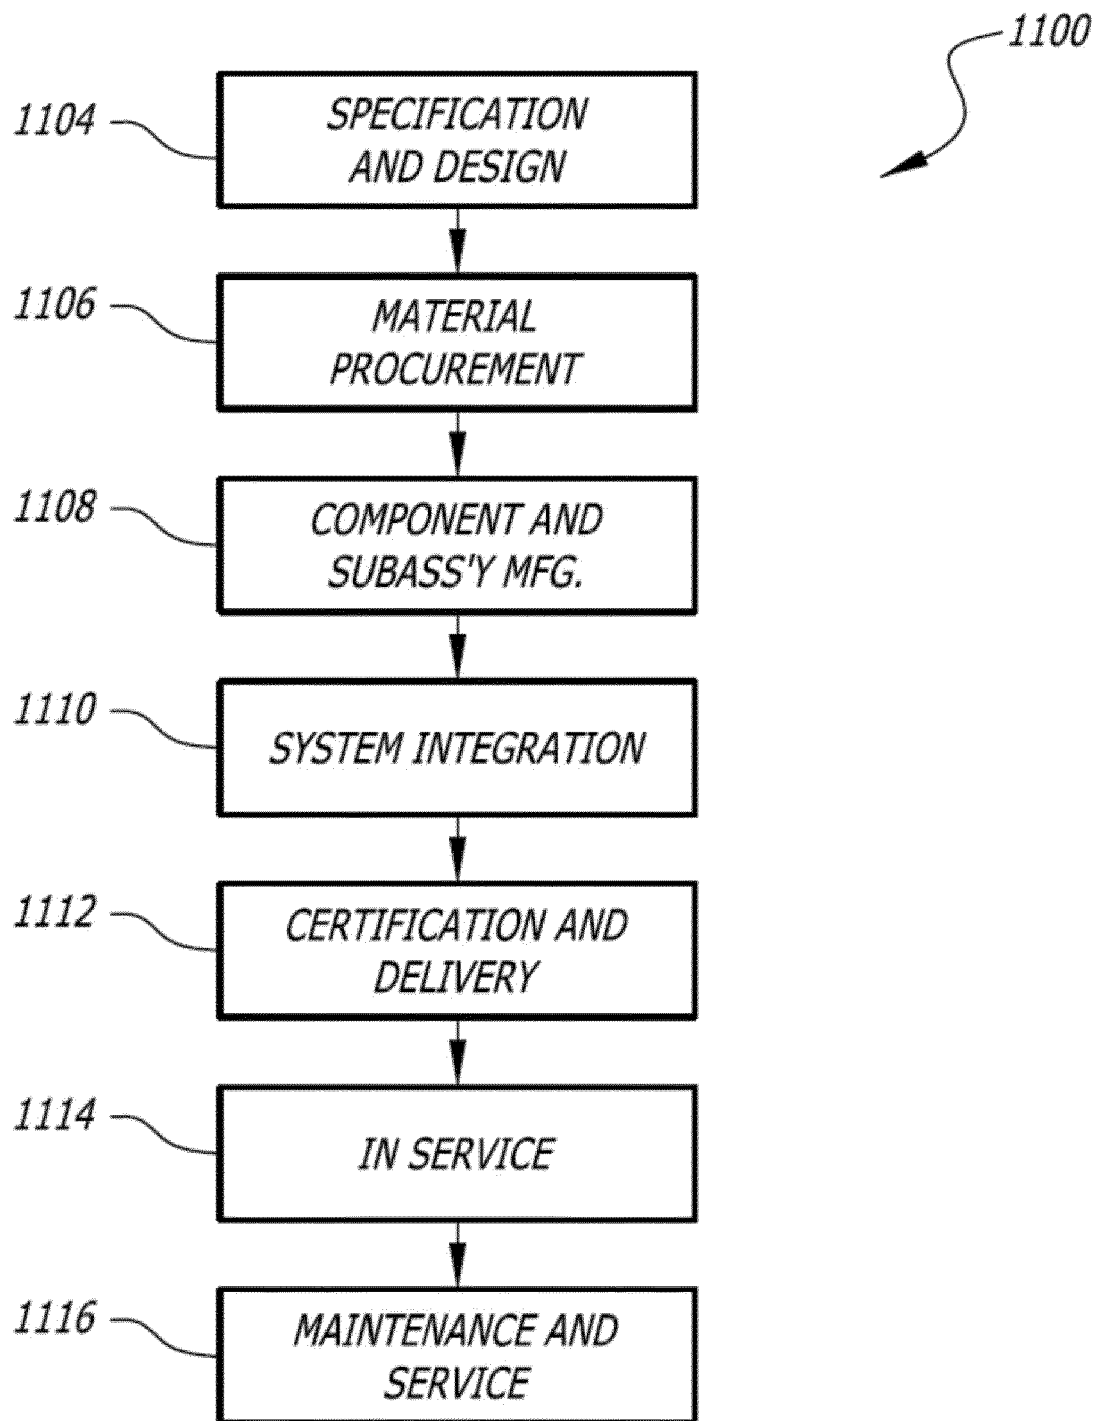 1100
1104
SPECIFICATION
AND DESIGN
1106
MATERIAL
PROCUREMENT
1108
COMPONENT AND
SUBASS'Y MFG.
1110
SYSTEM INTEGRATION
1112
CERTIFICATION AND
DELIVERY
1114
IN SERVICE
1116
MAINTENANCE AND
SERVICE